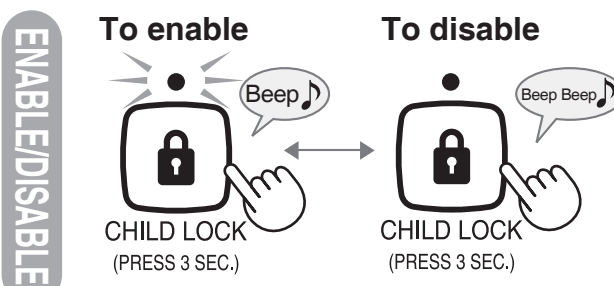 ENABLE/DISABLE
To enable
Beep♪
CHILD LOCK
(PRESS 3 SEC.)
To disable
Beep Beep♪
CHILD LOCK
(PRESS 3 SEC.)